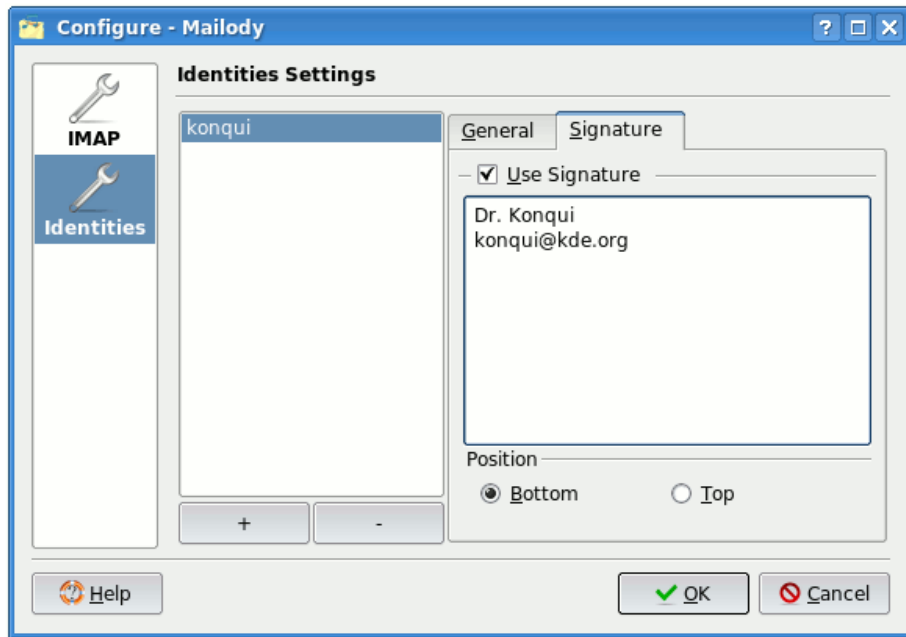 Configure - Mailody
?
IMAP
Identities
Identities Settings
konqui
+ -
General Signature
Use Signature
Dr. Konqui
konqui@kde.org
Position
Bottom Top
Help OK Cancel